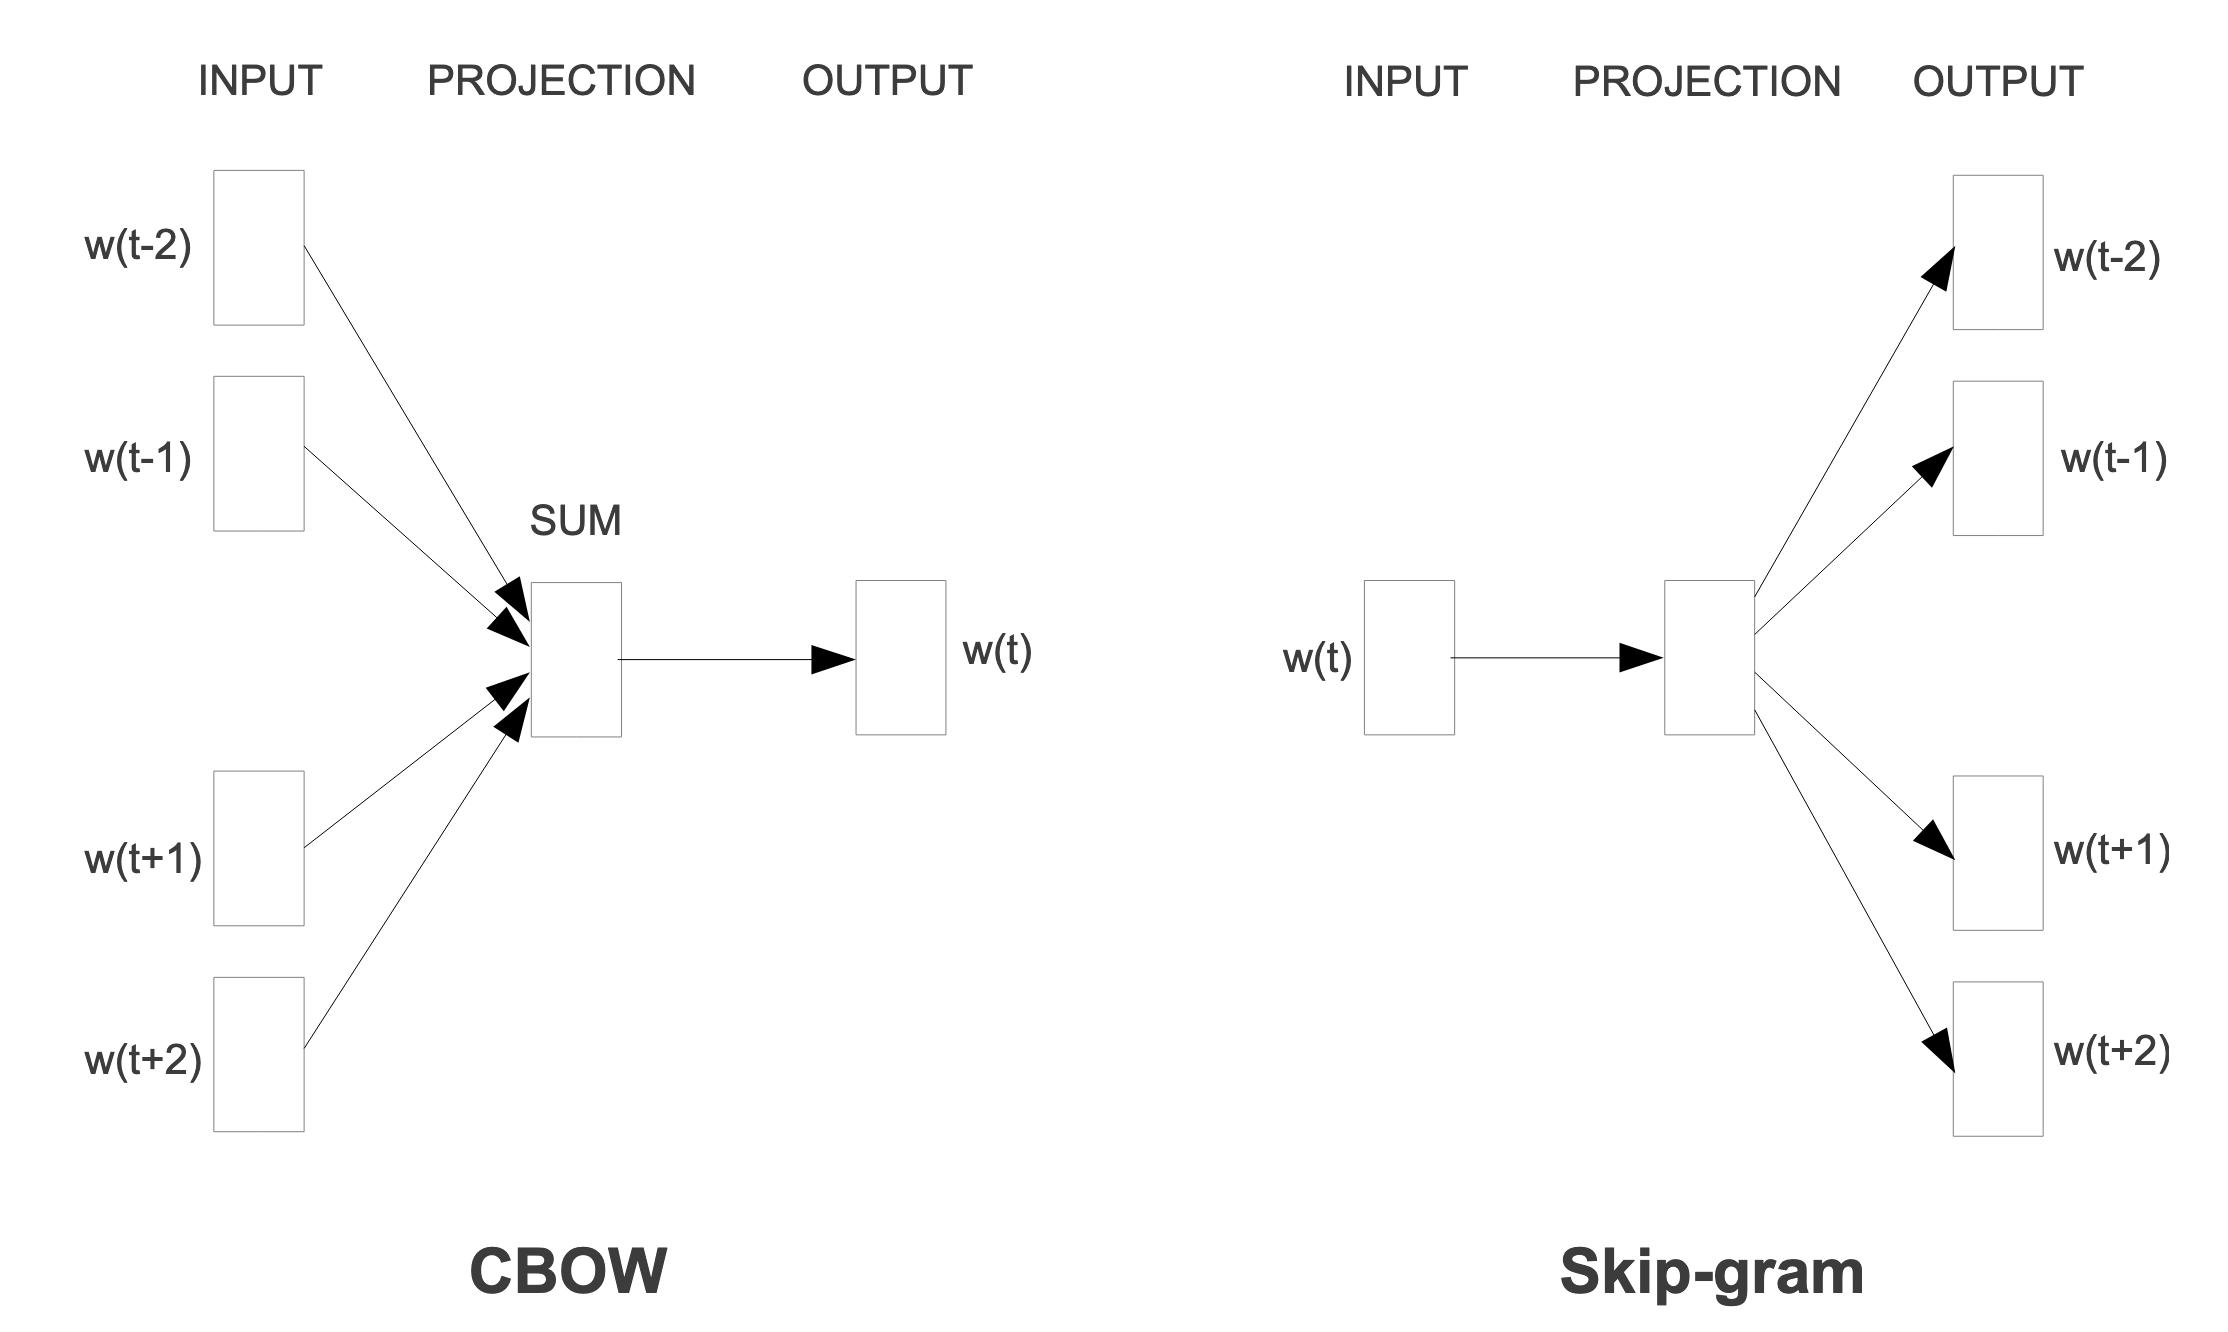 INPUT PROJECTION OUTPUT
w(t-2)
w(t-1)
SUM
w(t)
w(t+1)
w(t+2)
CBOW
INPUT PROJECTION OUTPUT
w(t-2)
w(t-1)
w(t)
w(t+1)
w(t+2)
Skip-gram